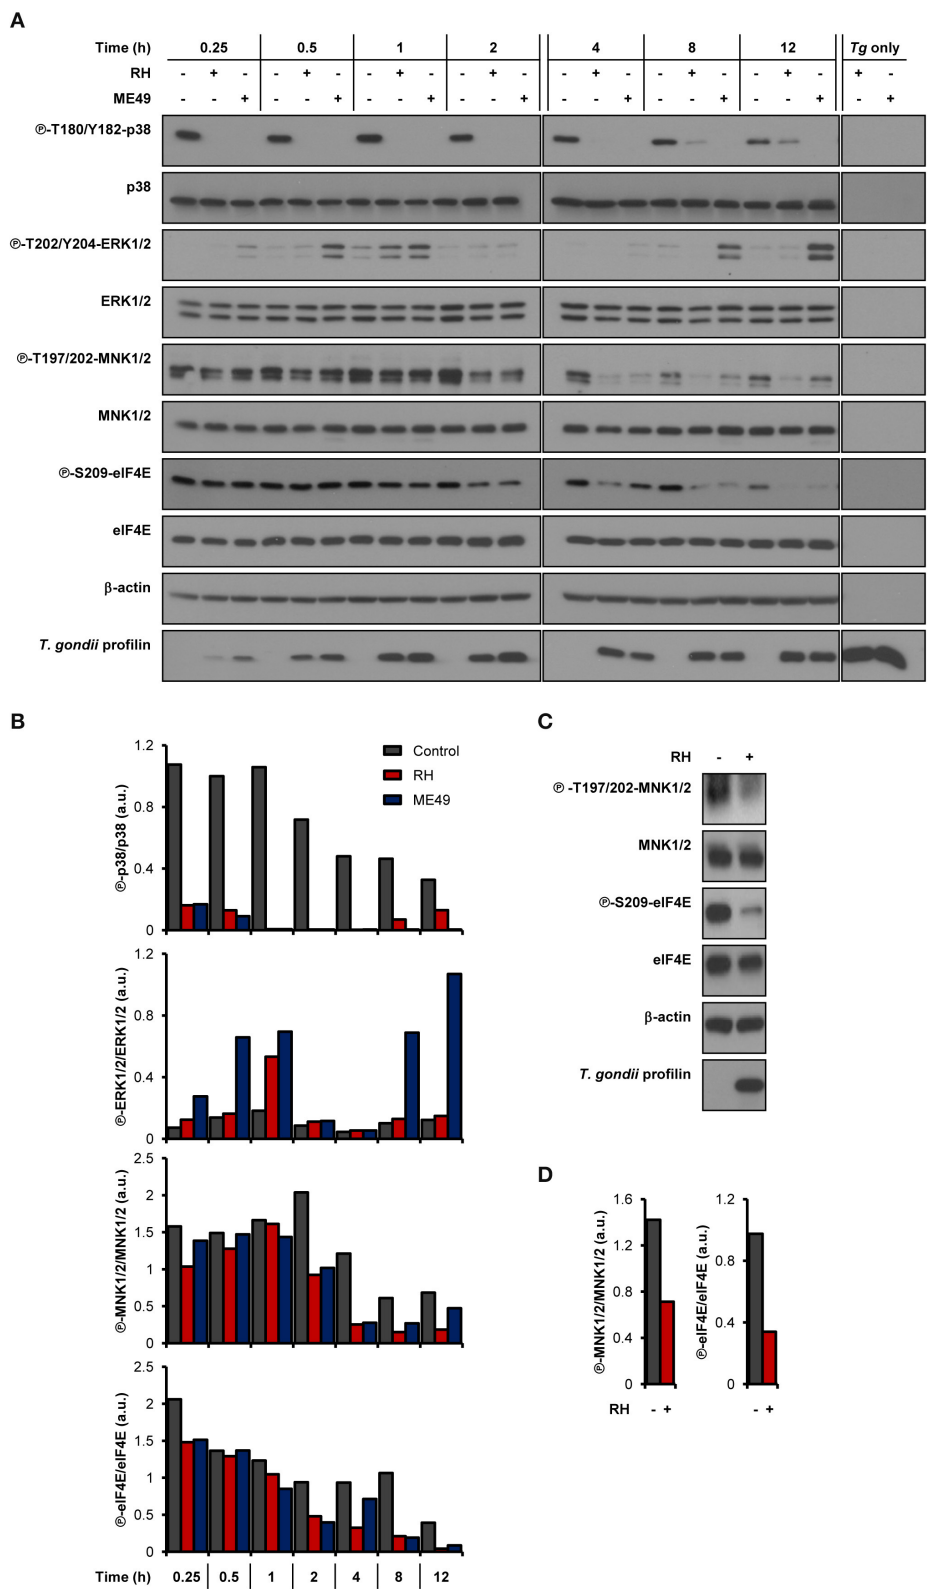 A
Time (h) 0.25 0.5 1 2 4 8 12 Tg only
RH - + - - + - - + - - + - - + - - + - - + - + -
ME49 - - + - - + - - + - - + - - + - - + - - + - +
Ⓟ-T180/Y182-p38
p38
Ⓟ-T202/Y204-ERK1/2
ERK1/2
Ⓟ-T197/202-MNK1/2
MNK1/2
Ⓟ-S209-eIF4E
eIF4E
β-actin
T. gondii profilin
B
Ⓟ-p38/p38 (a.u.)
1.2
0.8
0.4
0
Control
RH
ME49
Ⓟ-ERK1/2/ERK1/2 (a.u.)
1.2
0.8
0.4
0
Ⓟ-MNK1/2/MNK1/2 (a.u.)
2.5
2
1.5
1
0.5
0
Ⓟ-eIF4E/eIF4E (a.u.)
2.5
2
1.5
1
0.5
0
Time (h) 0.25 0.5 1 2 4 8 12
C
RH - +
Ⓟ -T197/202-MNK1/2
MNK1/2
Ⓟ-S209-eIF4E
eIF4E
β-actin
T. gondii profilin
D
Ⓟ-MNK1/2/MNK1/2 (a.u.)
1.6
1.2
0.8
0.4
0
Ⓟ-eIF4E/eIF4E (a.u.)
1.2
0.8
0.4
0
RH - + - +